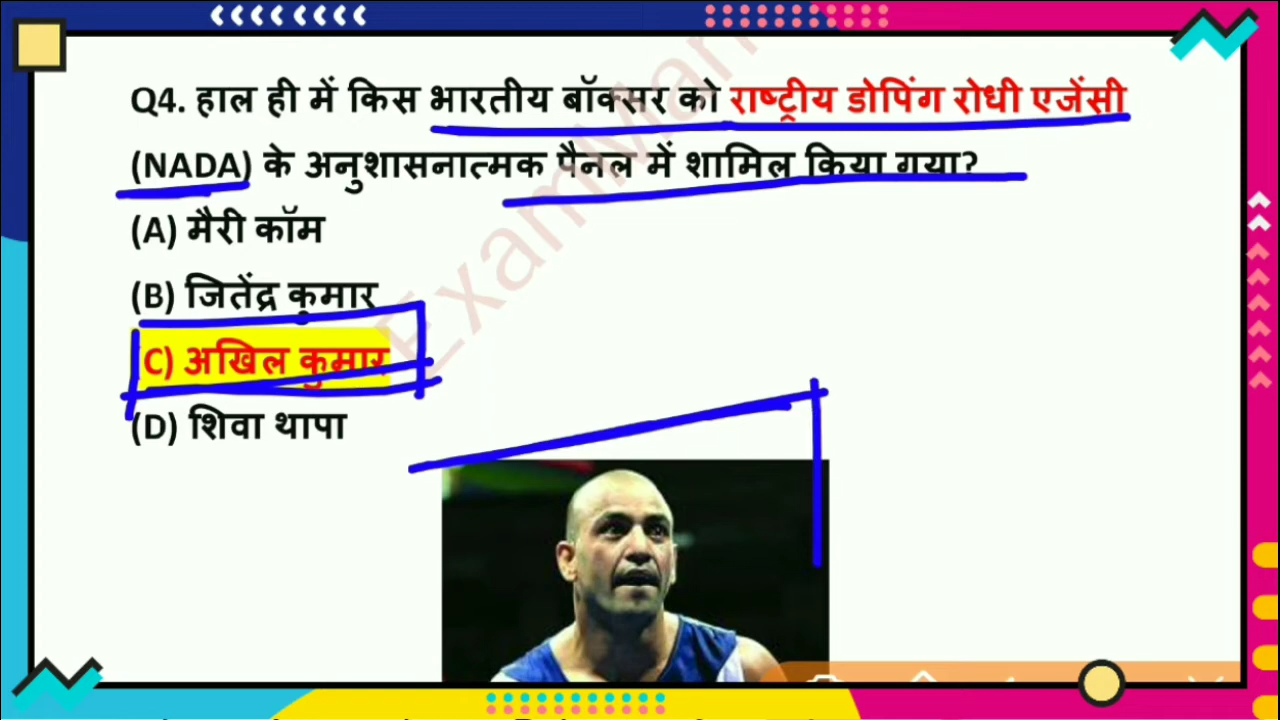 Q4. हाल ही में किस भारतीय बॉक्सर को राष्ट्रीय डोपिंग रोधी एजेंसी
(NADA) के अनुशासनात्मक पैनल में शामिल किया गया?
(A) मैरी कॉम
(B) जितेंद्र कुमार
C) अखिल कुमार
(D) शिवा थापा